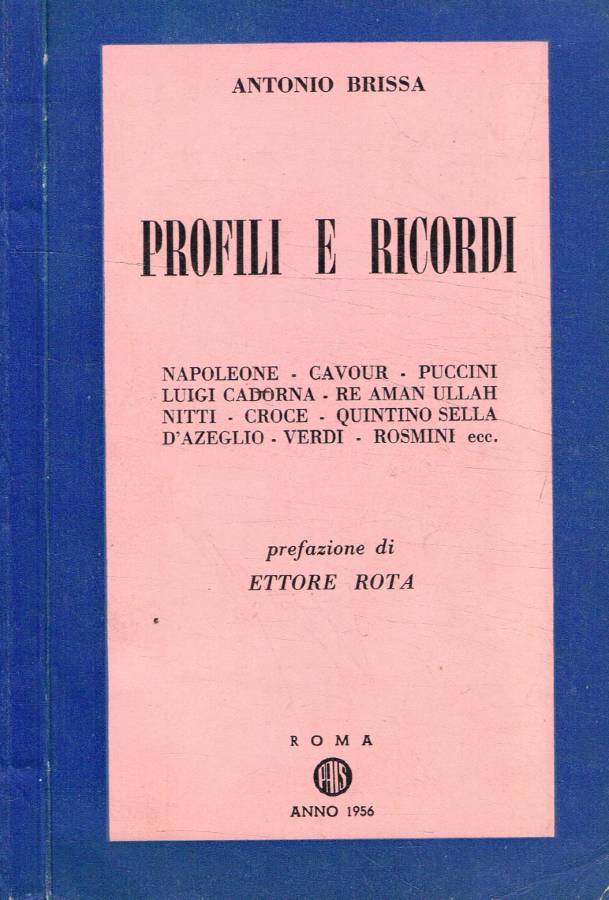 ANTONIO BRISSA
PROFILI E RICORDI
NAPOLEONE - CAVOUR - PUCCINI
LUIGI CADORNA - RE AMAN ULLAH
NITTI - CROCE - QUINTINO SELLA
D'AZEGLIO - VERDI - ROSMINI ecc.
prefazione di
ETTORE ROTA
ROMA
PAIS
ANNO 1956